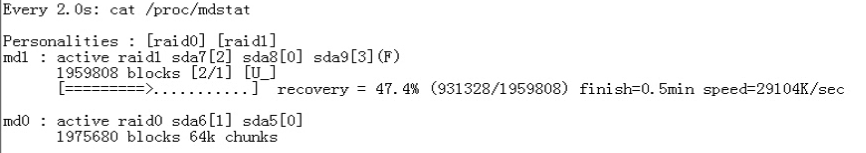 Every 2.0s: cat /proc/mdstat
Personalities : [raid0] [raid1]
md1 : active raid1 sda7[2] sda8[0] sda9[3](F)
1959808 blocks [2/1] [U_]
[=========>...........]  recovery = 47.4% (931328/1959808) finish=0.5min speed=29104K/sec
md0 : active raid0 sda6[1] sda5[0]
1975680 blocks 64k chunks